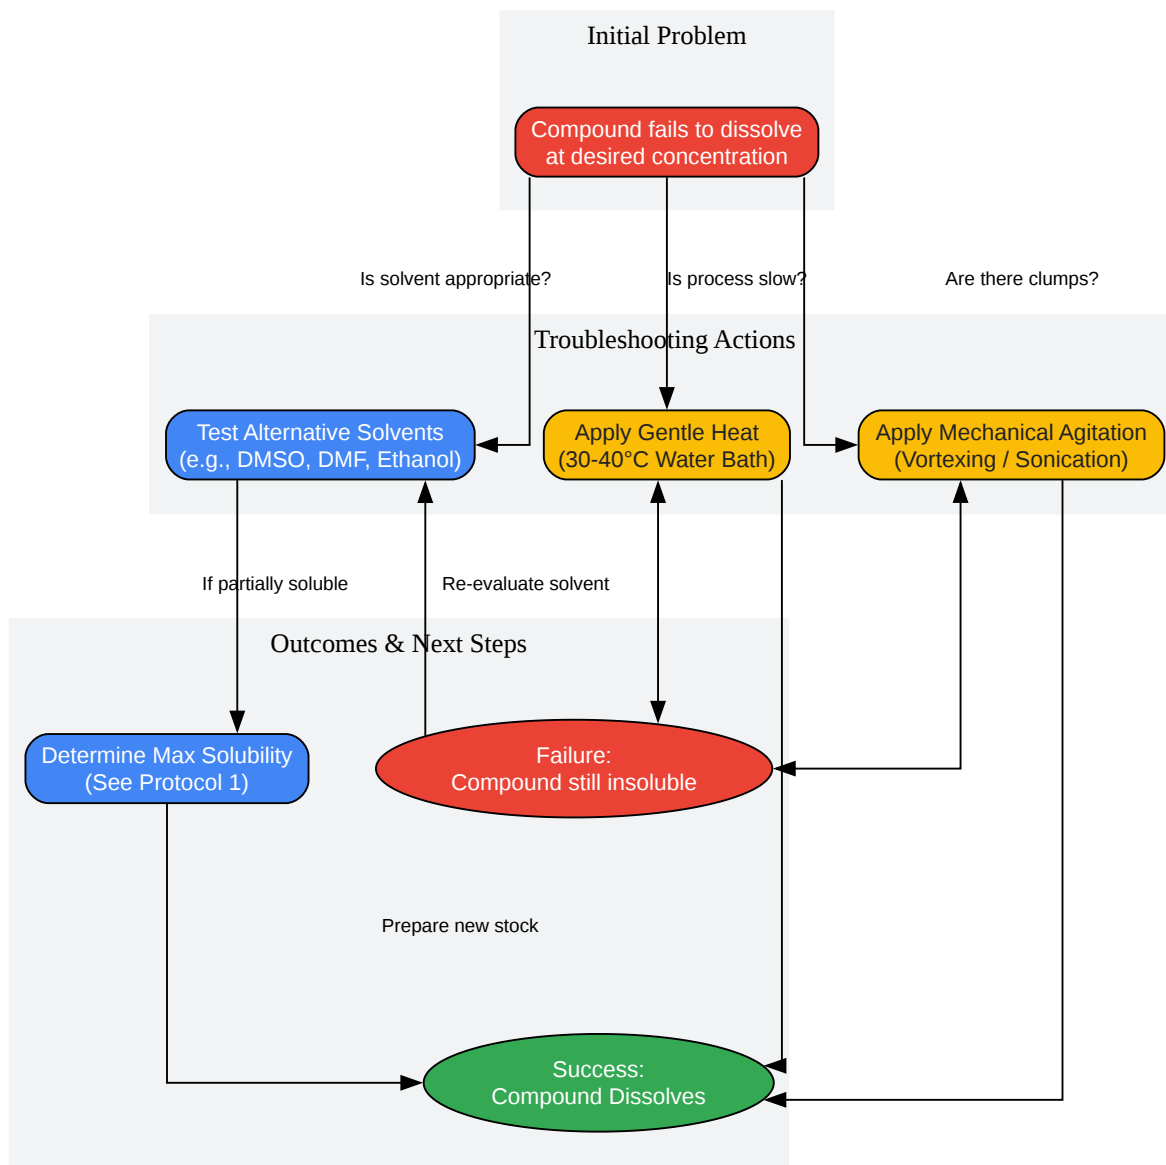 Initial Problem
Compound fails to dissolve
at desired concentration
Is solvent appropriate?
Is process slow?
Are there clumps?
Troubleshooting Actions
Test Alternative Solvents
(e.g., DMSO, DMF, Ethanol)
Apply Gentle Heat
(30-40°C Water Bath)
Apply Mechanical Agitation
(Vortexing / Sonication)
If partially soluble
Re-evaluate solvent
Outcomes & Next Steps
Determine Max Solubility
(See Protocol 1)
Failure:
Compound still insoluble
Prepare new stock
Success:
Compound Dissolves